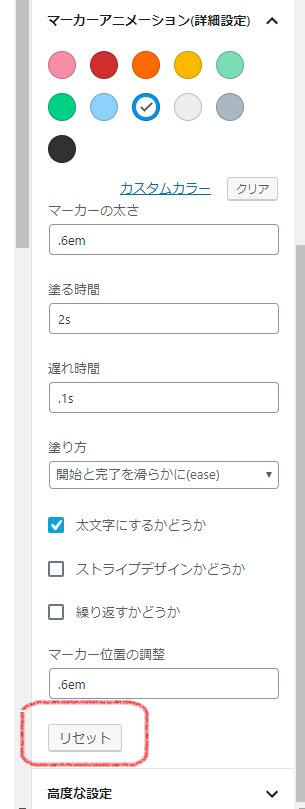 マーカーアニメーション(詳細設定)
カスタムカラー クリア
マーカーの太さ
.6em
塗る時間
2s
遅れ時間
.1s
塗り方
開始と完了を滑らかに(ease)
太文字にするかどうか
ストライプデザインかどうか
繰り返すかどうか
マーカー位置の調整
.6em
リセット
高度な設定